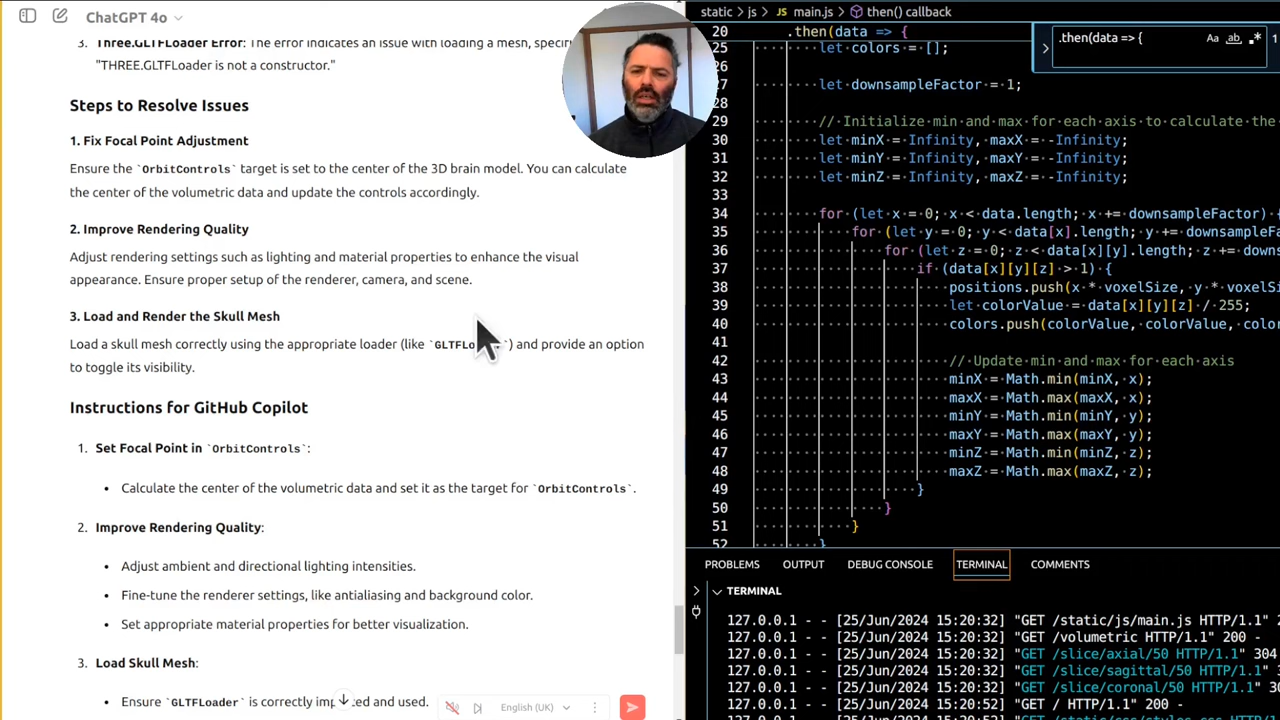 ChatGPT 4o
3. Three.GLTFLoader Error: The error indicates an issue with loading a mesh, speci
"THREE.GLTFLoader is not a constructor."
Steps to Resolve Issues
1. Fix Focal Point Adjustment
Ensure the `OrbitControls` target is set to the center of the 3D brain model. You can calculate
the center of the volumetric data and update the controls accordingly.
2. Improve Rendering Quality
Adjust rendering settings such as lighting and material properties to enhance the visual
appearance. Ensure proper setup of the renderer, camera, and scene.
3. Load and Render the Skull Mesh
Load a skull mesh correctly using the appropriate loader (like `GLTFLo `) and provide an option
to toggle its visibility.
Instructions for GitHub Copilot
1. Set Focal Point in `OrbitControls`:
• Calculate the center of the volumetric data and set it as the target for `OrbitControls`.
2. Improve Rendering Quality:
• Adjust ambient and directional lighting intensities.
• Fine-tune the renderer settings, like antialiasing and background color.
• Set appropriate material properties for better visualization.
3. Load Skull Mesh:
• Ensure `GLTFLoader` is correctly imp ted and used.
English (UK)
static > js > JS main.js > then() callback
.then(data => {
Aa ab .* 1
20 .then(data => {
25 let colors = [];
26
27 let downsampleFactor = 1;
28
29 // Initialize min and max for each axis to calculate the
30 let minX = Infinity, maxX = -Infinity;
31 let minY = Infinity, maxY = -Infinity;
32 let minZ = Infinity, maxZ = -Infinity;
33
34 for (let x = 0; x < data.length; x += downsampleFactor) {
35 for (let y = 0; y < data[x].length; y += downsampleFa
36 for (let z = 0; z < data[x][y].length; z += downs
37 if (data[x][y][z] > 1) {
38 positions.push(x * voxelSize, y * voxelSi
39 let colorValue = data[x][y][z] / 255;
40 colors.push(colorValue, colorValue, color
41
42 // Update min and max for each axis
43 minX = Math.min(minX, x);
44 maxX = Math.max(maxX, x);
45 minY = Math.min(minY, y);
46 maxY = Math.max(maxY, y);
47 minZ = Math.min(minZ, z);
48 maxZ = Math.max(maxZ, z);
49 }
50 }
51 }
52 }
PROBLEMS OUTPUT DEBUG CONSOLE TERMINAL COMMENTS
TERMINAL
127.0.0.1 - - [25/Jun/2024 15:20:32] "GET /static/js/main.js HTTP/1.1" 2
127.0.0.1 - - [25/Jun/2024 15:20:32] "GET /volumetric HTTP/1.1" 200 -
127.0.0.1 - - [25/Jun/2024 15:20:32] "GET /slice/axial/50 HTTP/1.1" 304
127.0.0.1 - - [25/Jun/2024 15:20:32] "GET /slice/sagittal/50 HTTP/1.1"
127.0.0.1 - - [25/Jun/2024 15:20:32] "GET /slice/coronal/50 HTTP/1.1"
127.0.0.1 - - [25/Jun/2024 15:20:52] "GET / HTTP/1.1" 200 -